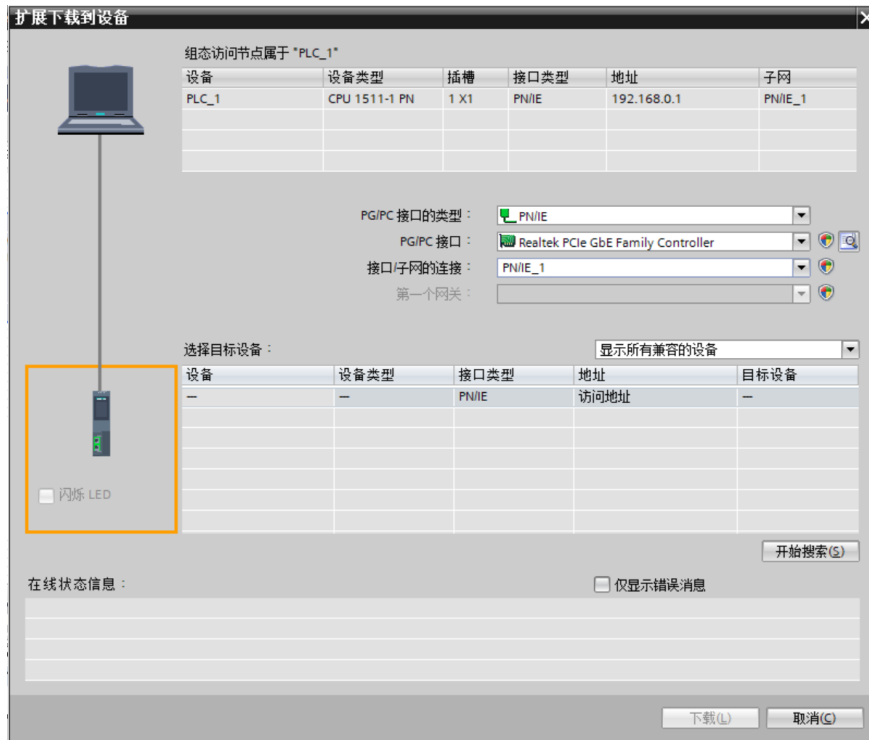 扩展下载到设备
组态访问节点属于 "PLC_1"
设备 设备类型 插槽 接口类型 地址 子网
PLC_1 CPU 1511-1 PN 1 X1 PN/IE 192.168.0.1 PN/IE_1
PG/PC 接口的类型： PN/IE
PG/PC 接口： Realtek PCIe GbE Family Controller
接口/子网的连接： PN/IE_1
第一个网关：
选择目标设备： 显示所有兼容的设备
设备 设备类型 接口类型 地址 目标设备
— — PN/IE 访问地址 —
闪烁 LED
开始搜索(S)
在线状态信息： 仅显示错误消息
下载(L) 取消(C)